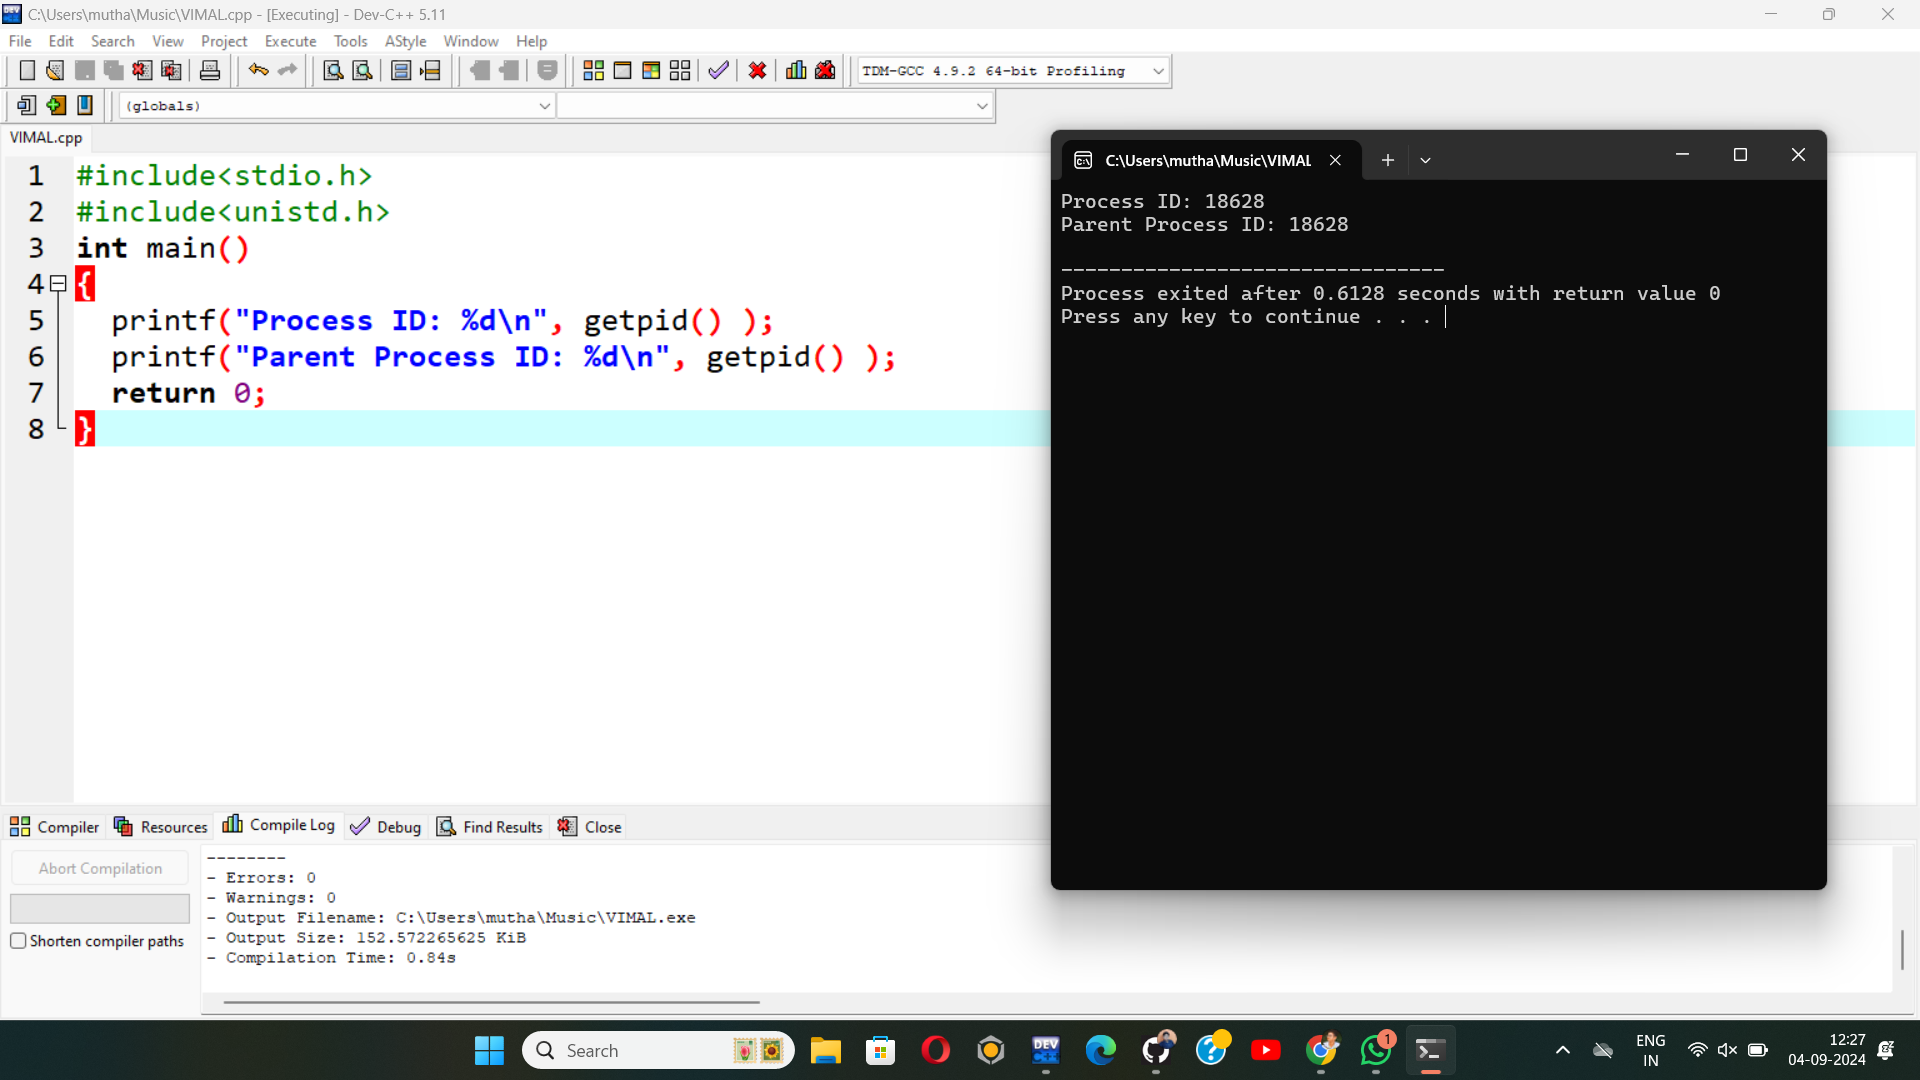 C:\Users\mutha\Music\VIMAL.cpp - [Executing] - Dev-C++ 5.11
File Edit Search View Project Execute Tools AStyle Window Help
TDM-GCC 4.9.2 64-bit Profiling
(globals)
VIMAL.cpp
1 #include<stdio.h>
2 #include<unistd.h>
3 int main()
4 {
5 printf("Process ID: %d\n", getpid() );
6 printf("Parent Process ID: %d\n", getpid() );
7 return 0;
8 }
C:\Users\mutha\Music\VIMAL
Process ID: 18628
Parent Process ID: 18628
--------------------------------
Process exited after 0.6128 seconds with return value 0
Press any key to continue . . .
Compiler Resources Compile Log Debug Find Results Close
Abort Compilation
Shorten compiler paths
--------
- Errors: 0
- Warnings: 0
- Output Filename: C:\Users\mutha\Music\VIMAL.exe
- Output Size: 152.572265625 KiB
- Compilation Time: 0.84s
Search
DEV
C++
1
ENG
IN
12:27
04-09-2024